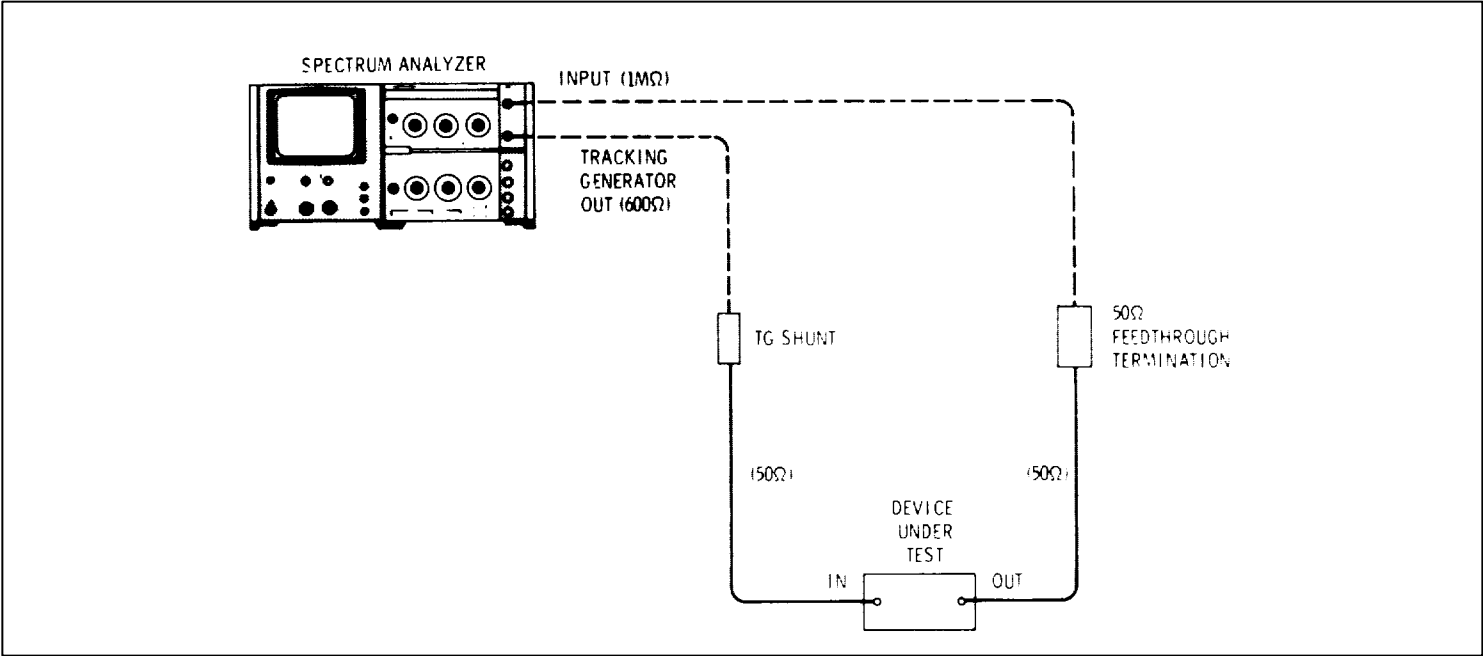 SPECTRUM ANALYZER
INPUT (1MΩ)
TRACKING
GENERATOR
OUT (600Ω)
TG SHUNT
50Ω
FEEDTHROUGH
TERMINATION
(50Ω)
(50Ω)
DEVICE
UNDER
TEST
IN
OUT